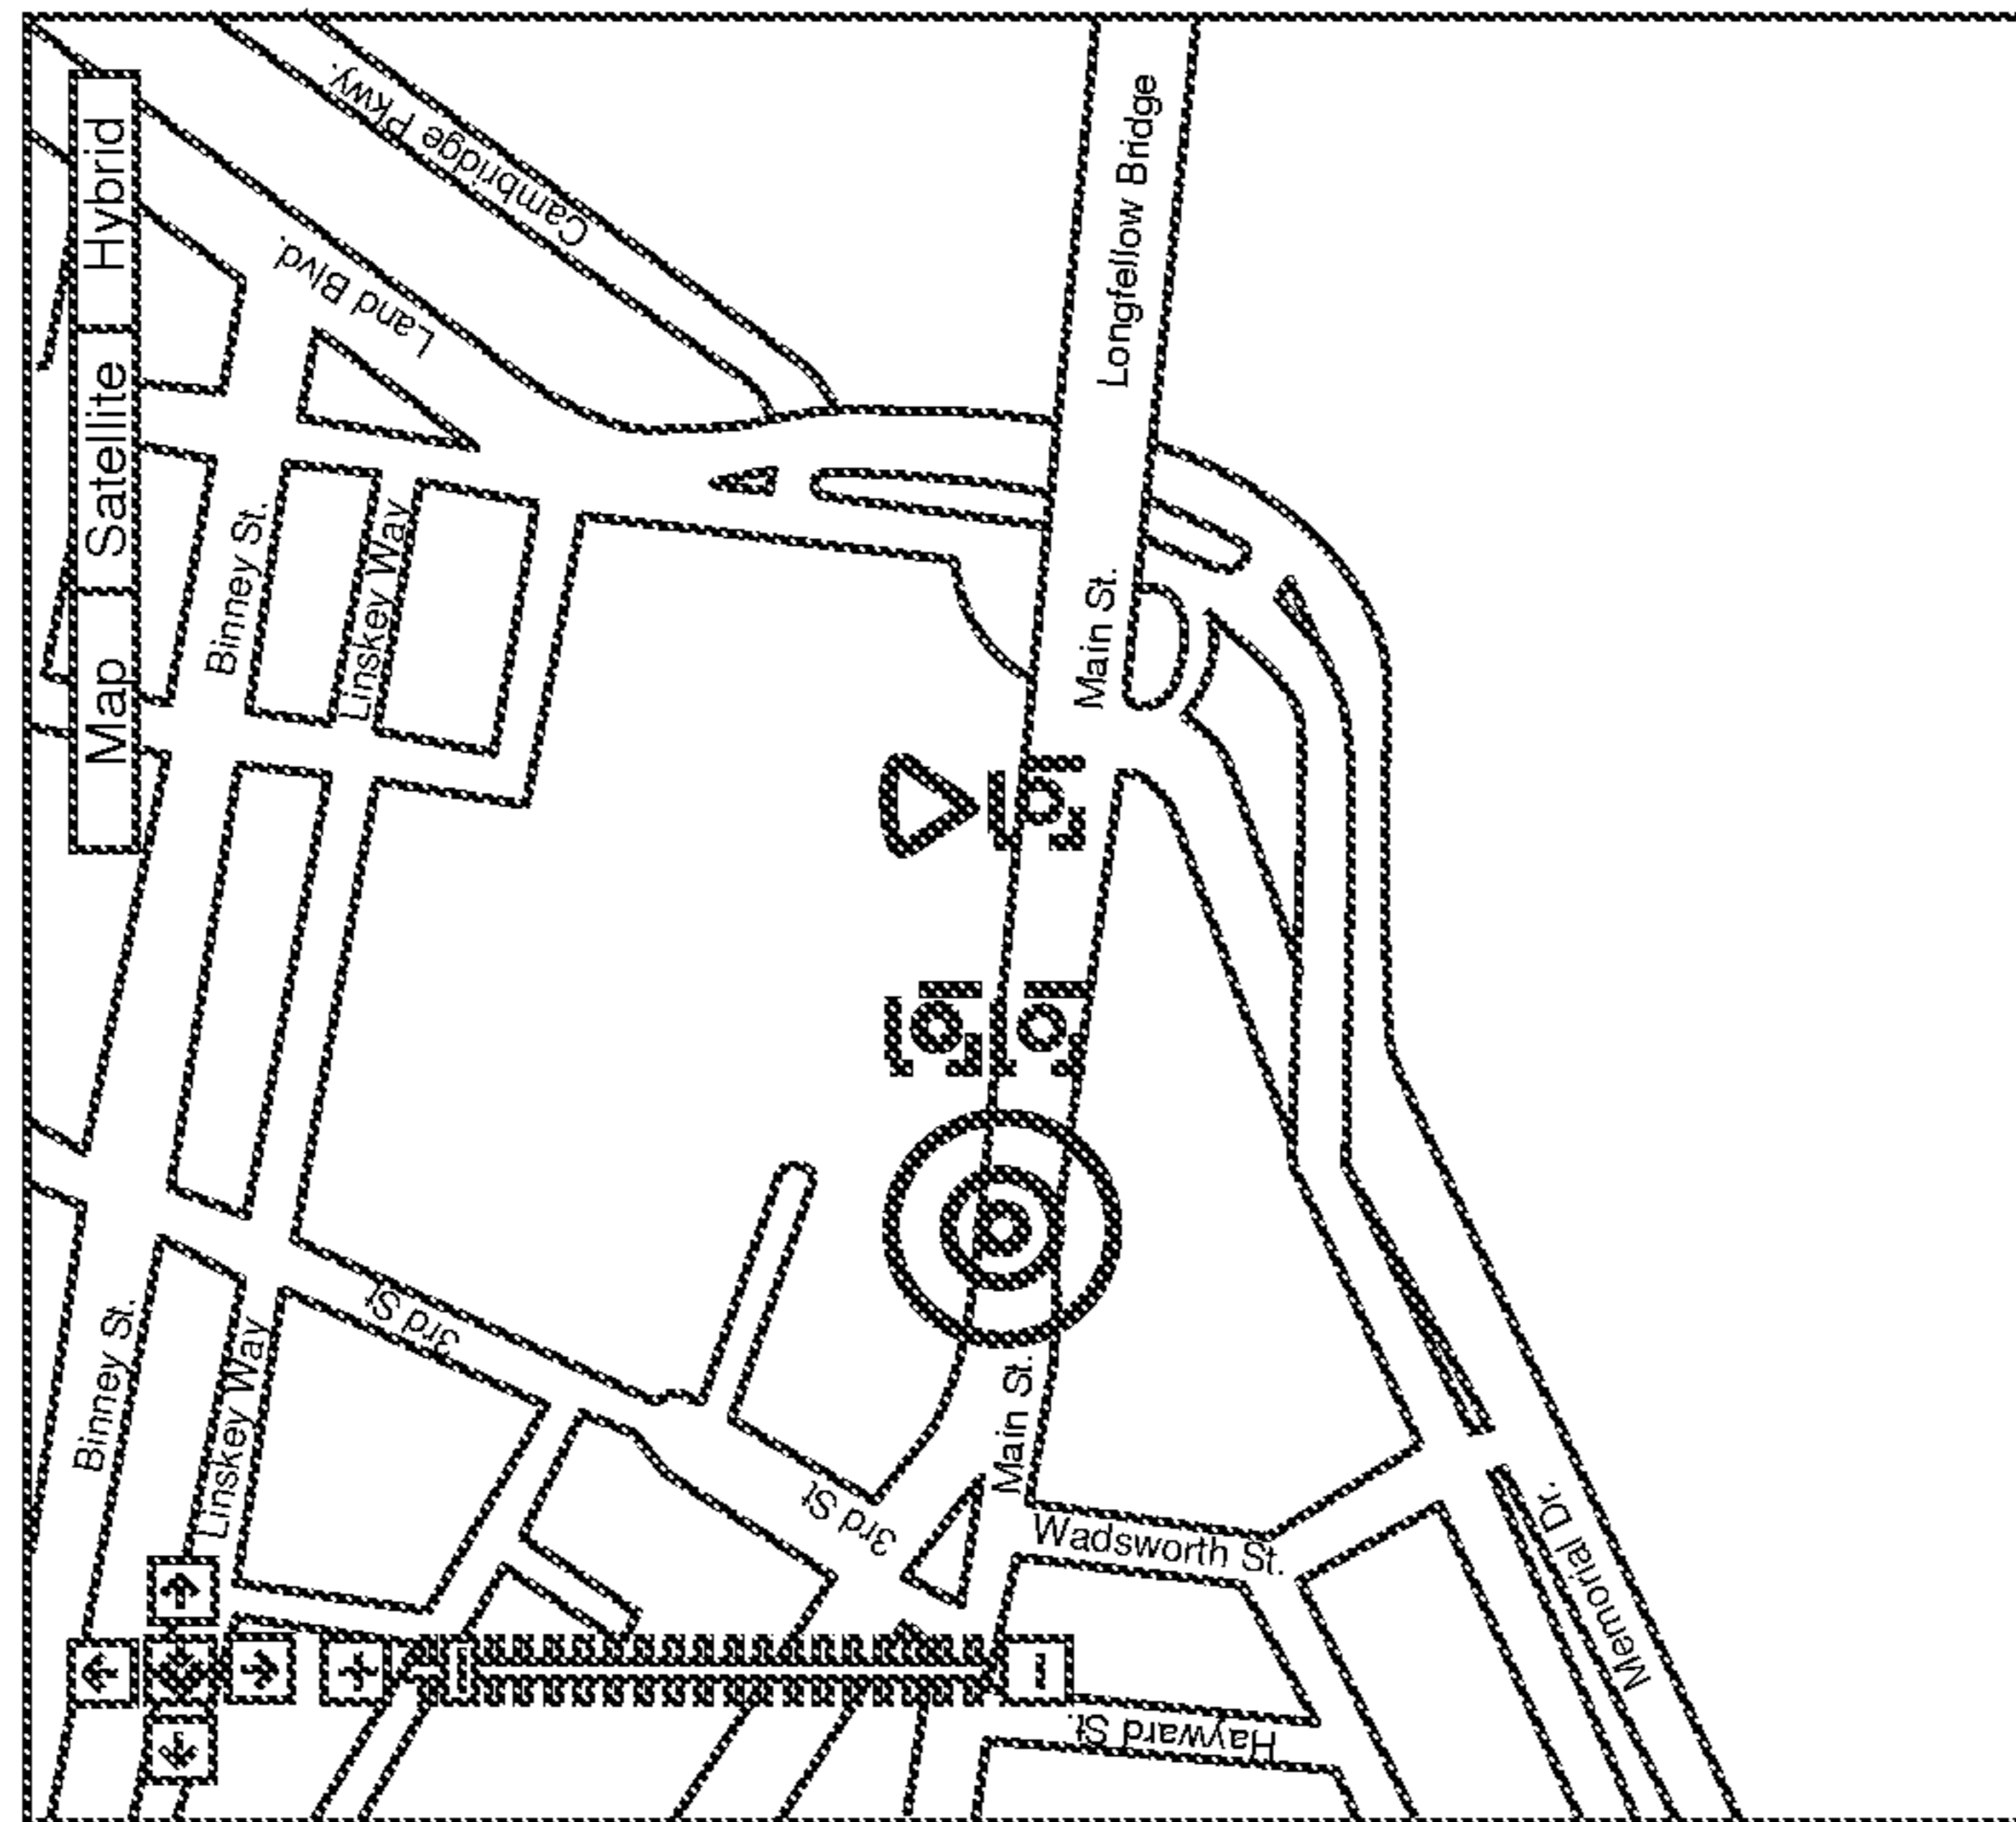 Map
Satellite
Hybrid
Cambridge Pkwy.
Land Blvd.
Longfellow Bridge
Binney St.
Linskey Way
Main St.
3rd St
Binney St.
Linskey Way
3rd St
Main St.
Wadsworth St.
Memorial Dr.
Hayward St.